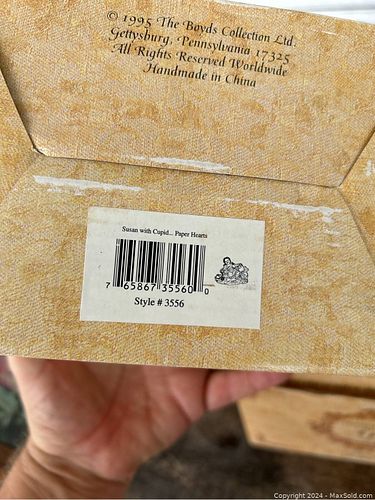 © 1995 The Boyds Collection Ltd.
Gettysburg, Pennsylvania 17325
All Rights Reserved Worldwide
Handmade in China
Susan with Cupid... Paper Hearts
7 65867 35560 0
Style # 3556
Copyright 2024 - MaxSold.com